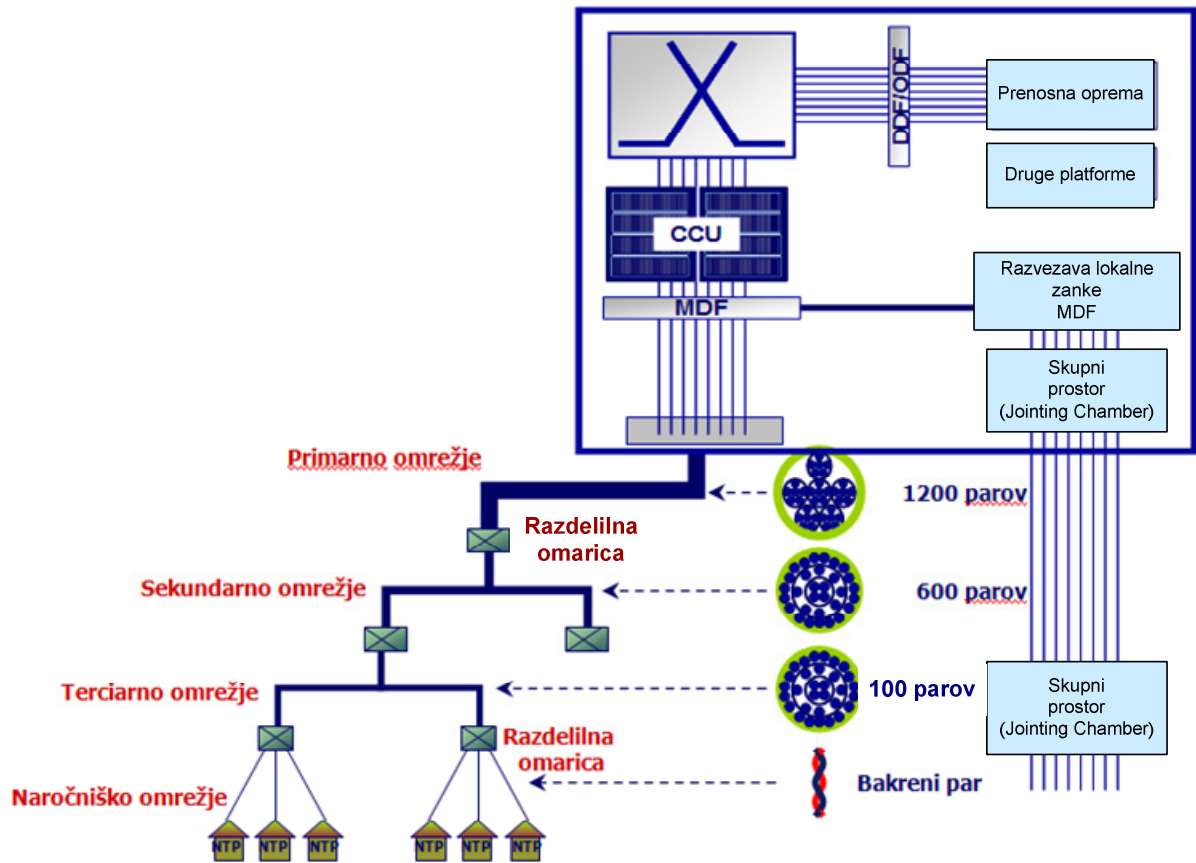 DDF/ODF
Prenosna oprema
Druge platforme
CCU
MDF
Razvezava lokalne
zanke
MDF
Skupni
prostor
(Jointing Chamber)
Primarno omrežje
1200 parov
Razdelilna
omarica
Sekundarno omrežje
600 parov
Terciarno omrežje
100 parov
Skupni
prostor
(Jointing Chamber)
Razdelilna
omarica
Naročniško omrežje
Bakreni par
NTP NTP NTP NTP NTP NTP